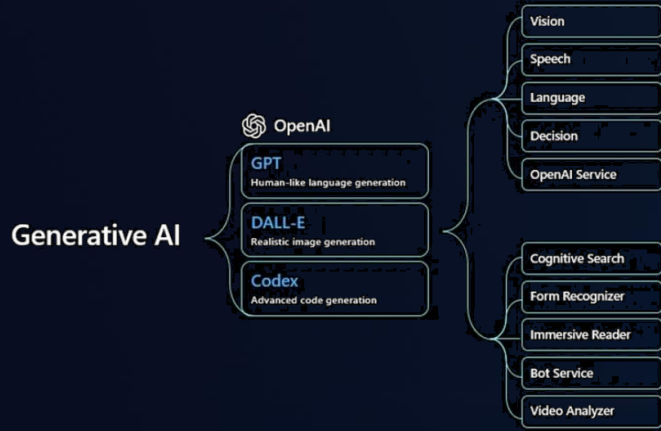 Generative AI
OpenAI
GPT
Human-like language generation
DALL-E
Realistic image generation
Codex
Advanced code generation
Vision
Speech
Language
Decision
OpenAI Service
Cognitive Search
Form Recognizer
Immersive Reader
Bot Service
Video Analyzer